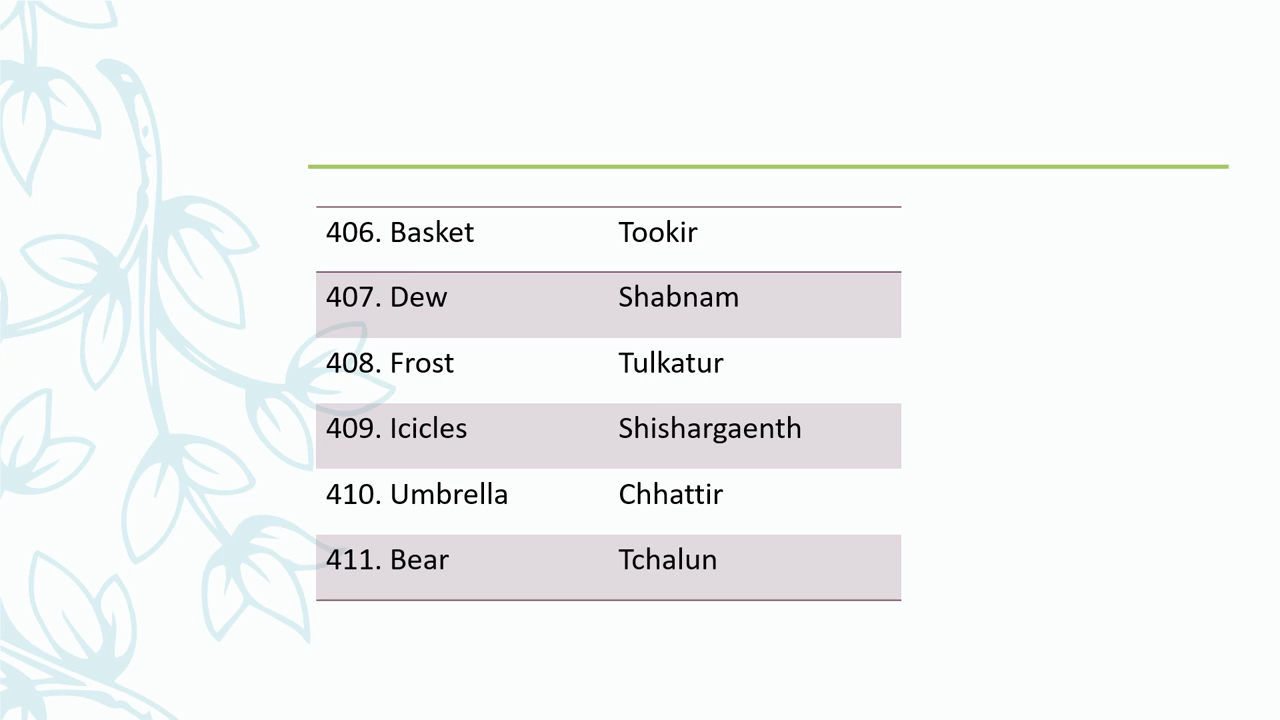 406. Basket Tookir
407. Dew Shabnam
408. Frost Tulkatur
409. Icicles Shishargaenth
410. Umbrella Chhattir
411. Bear Tchalun